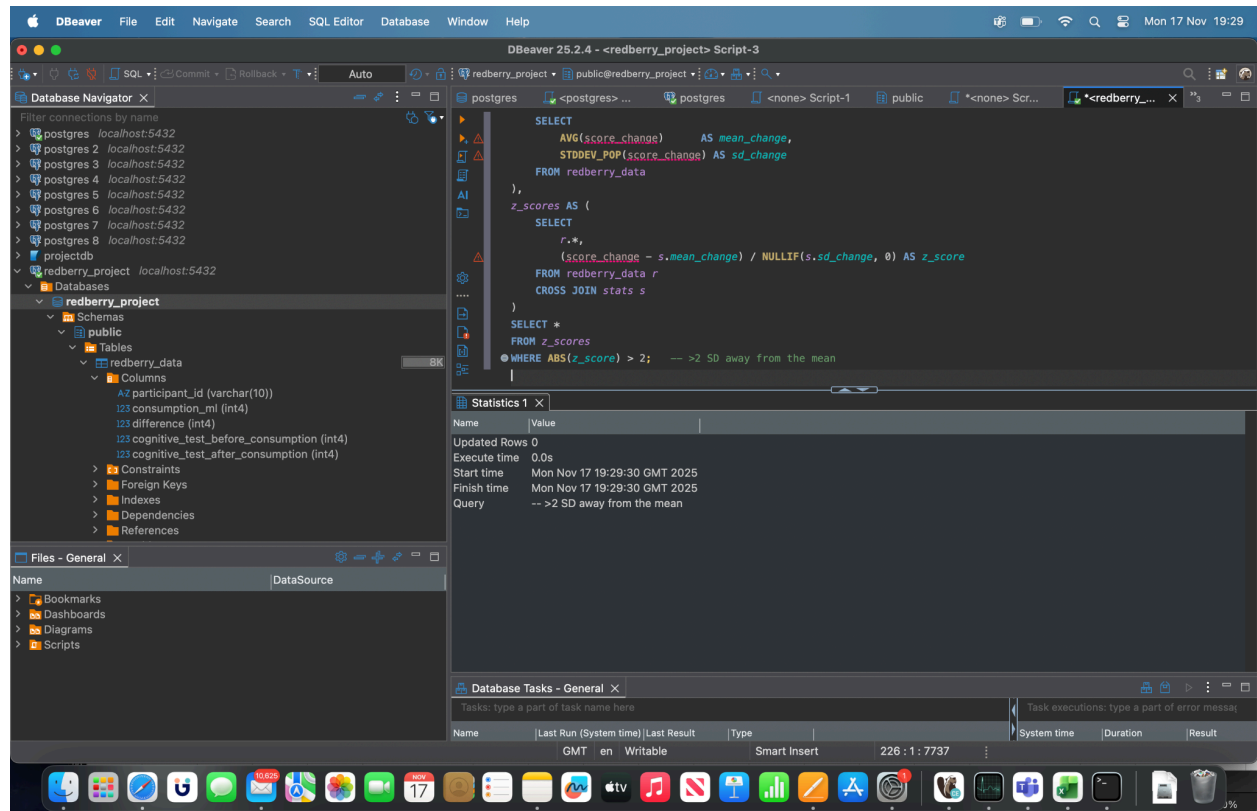 DBeaver File Edit Navigate Search SQL Editor Database Window Help Mon 17 Nov 19:29
DBeaver 25.2.4 - <redberry_project> Script-3
SQL Commit Rollback T Auto redberry_project public@redberry_project
Database Navigator
Filter connections by name
postgres localhost:5432
postgres 2 localhost:5432
postgres 3 localhost:5432
postgres 4 localhost:5432
postgres 5 localhost:5432
postgres 6 localhost:5432
postgres 7 localhost:5432
postgres 8 localhost:5432
projectdb
redberry_project localhost:5432
Databases
redberry_project
Schemas
public
Tables
redberry_data 8K
Columns
AZ participant_id (varchar(10))
123 consumption_ml (int4)
123 difference (int4)
123 cognitive_test_before_consumption (int4)
123 cognitive_test_after_consumption (int4)
Constraints
Foreign Keys
Indexes
Dependencies
References
Files - General
Name DataSource
Bookmarks
Dashboards
Diagrams
Scripts
postgres <postgres> ... postgres <none> Script-1 public *<none> Scr... *<redberry_... "3
AI
SELECT
AVG(score_change) AS mean_change,
STDDEV_POP(score_change) AS sd_change
FROM redberry_data
),
z_scores AS (
SELECT
r.*,
(score_change - s.mean_change) / NULLIF(s.sd_change, 0) AS z_score
FROM redberry_data r
CROSS JOIN stats s
)
SELECT *
FROM z_scores
WHERE ABS(z_score) > 2; -- >2 SD away from the mean
Statistics 1
Name Value
Updated Rows 0
Execute time 0.0s
Start time Mon Nov 17 19:29:30 GMT 2025
Finish time Mon Nov 17 19:29:30 GMT 2025
Query -- >2 SD away from the mean
Database Tasks - General
Tasks: type a part of task name here
Task executions: type a part of error messag
Name Last Run (System time) Last Result Type
System time Duration Result
GMT en Writable Smart Insert 226 : 1 : 7737
10,625 NOV 17 tv 1